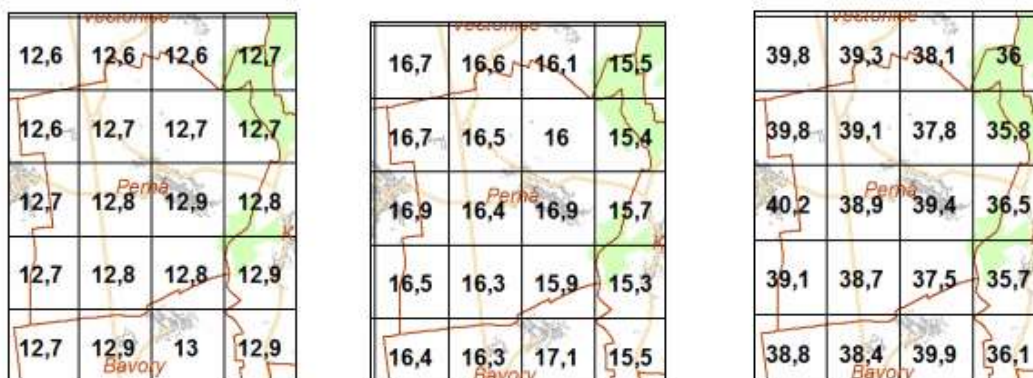 Věstonice
12,6 12,6 12,6 12,7
12,6 12,7 12,7 12,7
Perná
12,7 12,8 12,9 12,8
12,7 12,8 12,8 12,9
12,7 12,9 13 12,9
Bavory
Věstonice
16,7 16,6 16,1 15,5
16,7 16,5 16 15,4
Perná
16,9 16,4 16,9 15,7
16,5 16,3 15,9 15,3
16,4 16,3 17,1 15,5
Bavory
Věstonice
39,8 39,3 38,1 36
39,8 39,1 37,8 35,8
Perná
40,2 38,9 39,4 36,5
39,1 38,7 37,5 35,7
38,8 38,4 39,9 36,1
Bavory